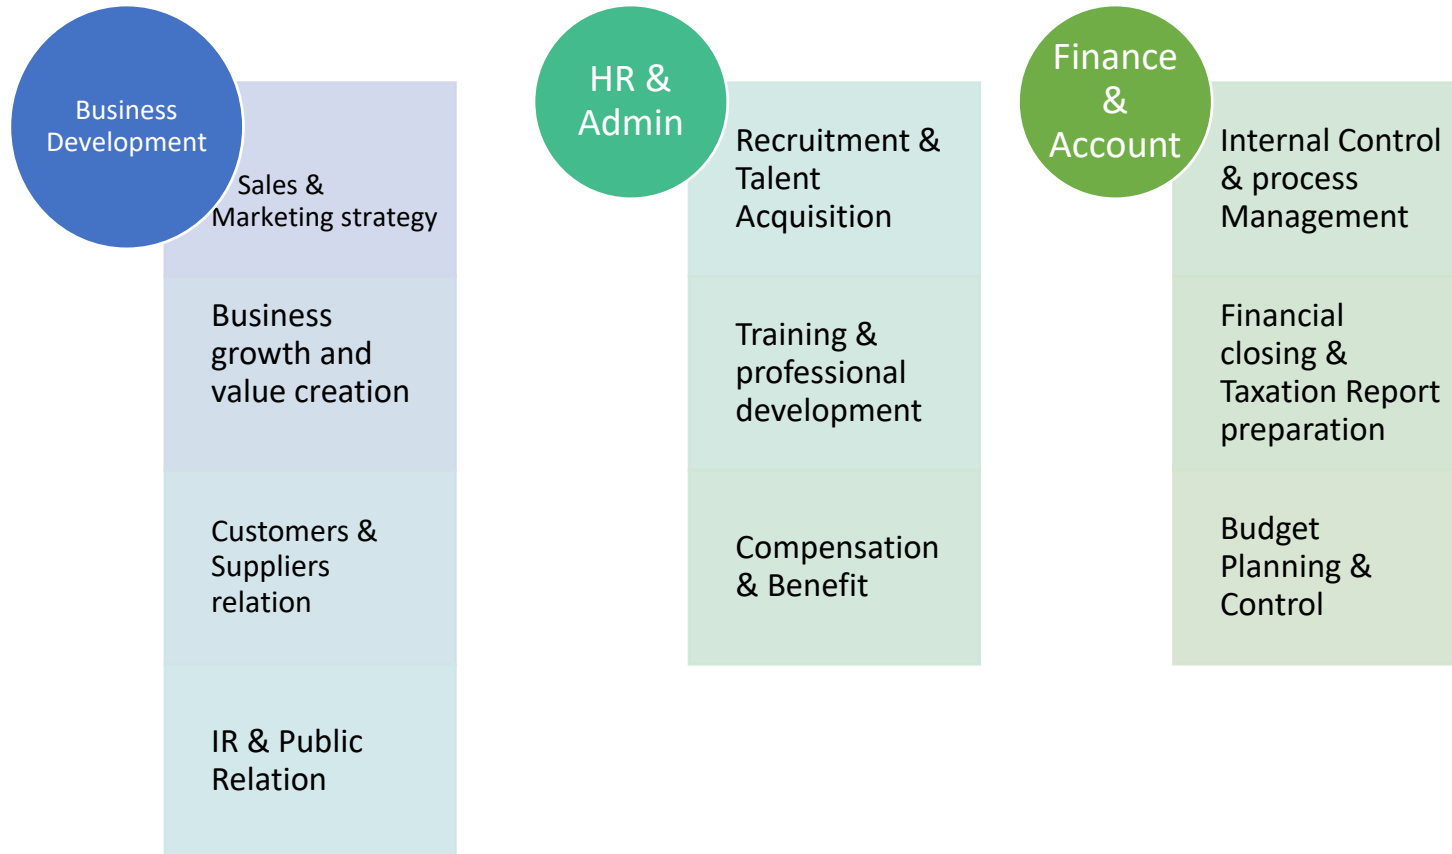 Business
Development
Sales &
Marketing strategy
Business
growth and
value creation
Customers &
Suppliers
relation
IR & Public
Relation
HR &
Admin
Recruitment &
Talent
Acquisition
Training &
professional
development
Compensation
& Benefit
Finance
&
Account
Internal Control
& process
Management
Financial
closing &
Taxation Report
preparation
Budget
Planning &
Control